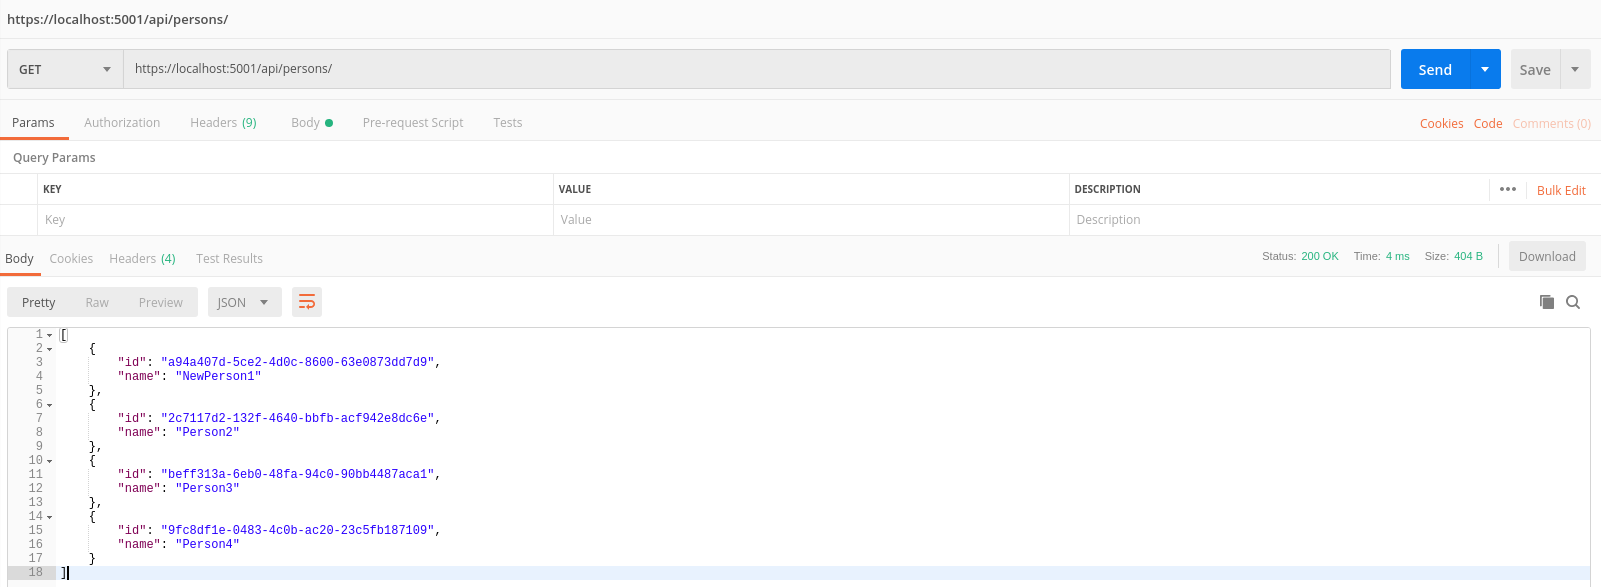 https://localhost:5001/api/persons/
GET https://localhost:5001/api/persons/ Send Save
Params Authorization Headers (9) Body Pre-request Script Tests Cookies Code Comments (0)
Query Params
KEY VALUE DESCRIPTION ••• Bulk Edit
Key Value Description
Body Cookies Headers (4) Test Results Status: 200 OK Time: 4 ms Size: 404 B Download
Pretty Raw Preview JSON
1 [
2 {
3 "id": "a94a407d-5ce2-4d0c-8600-63e0873dd7d9",
4 "name": "NewPerson1"
5 },
6 {
7 "id": "2c7117d2-132f-4640-bbfb-acf942e8dc6e",
8 "name": "Person2"
9 },
10 {
11 "id": "beff313a-6eb0-48fa-94c0-90bb4487aca1",
12 "name": "Person3"
13 },
14 {
15 "id": "9fc8df1e-0483-4c0b-ac20-23c5fb187109",
16 "name": "Person4"
17 }
18 ]